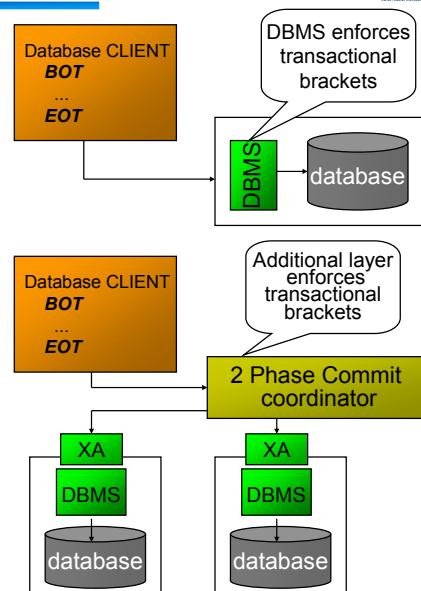 DBMS enforces
transactional
brackets
Database CLIENT
BOT
...
EOT
DBMS
database
Additional layer
enforces
transactional
brackets
Database CLIENT
BOT
...
EOT
2 Phase Commit
coordinator
XA
XA
DBMS
DBMS
database
database